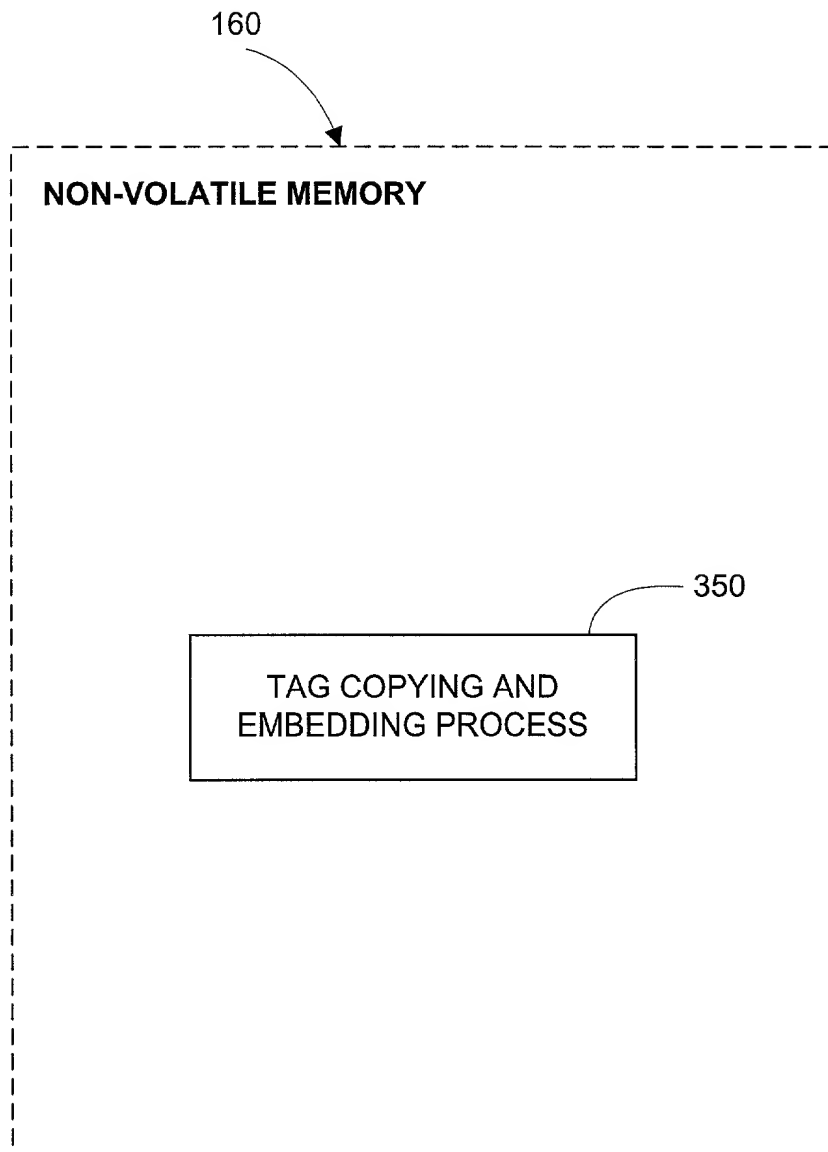 160
NON-VOLATILE MEMORY
350
TAG COPYING AND
EMBEDDING PROCESS